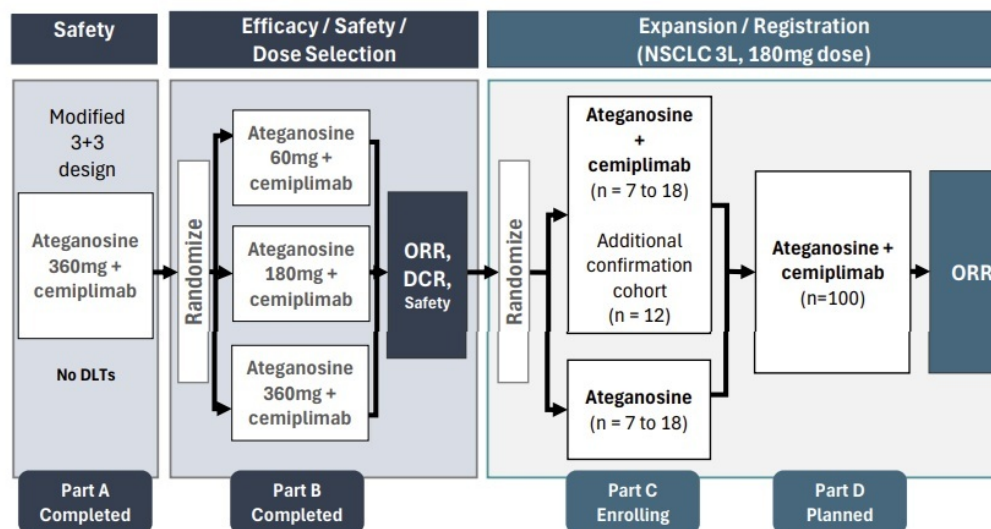 Safety
Efficacy / Safety /
Dose Selection
Expansion / Registration
(NSCLC 3L, 180mg dose)
Modified
3+3
design
Ateganosine
360mg +
cemiplimab
No DLTs
Randomize
Ateganosine
60mg +
cemiplimab
Ateganosine
180mg +
cemiplimab
Ateganosine
360mg +
cemiplimab
ORR,
DCR,
Safety
Randomize
Ateganosine
+
cemiplimab
(n = 7 to 18)
Additional
confirmation
cohort
(n = 12)
Ateganosine
(n = 7 to 18)
Ateganosine +
cemiplimab
(n=100)
ORR
Part A
Completed
Part B
Completed
Part C
Enrolling
Part D
Planned